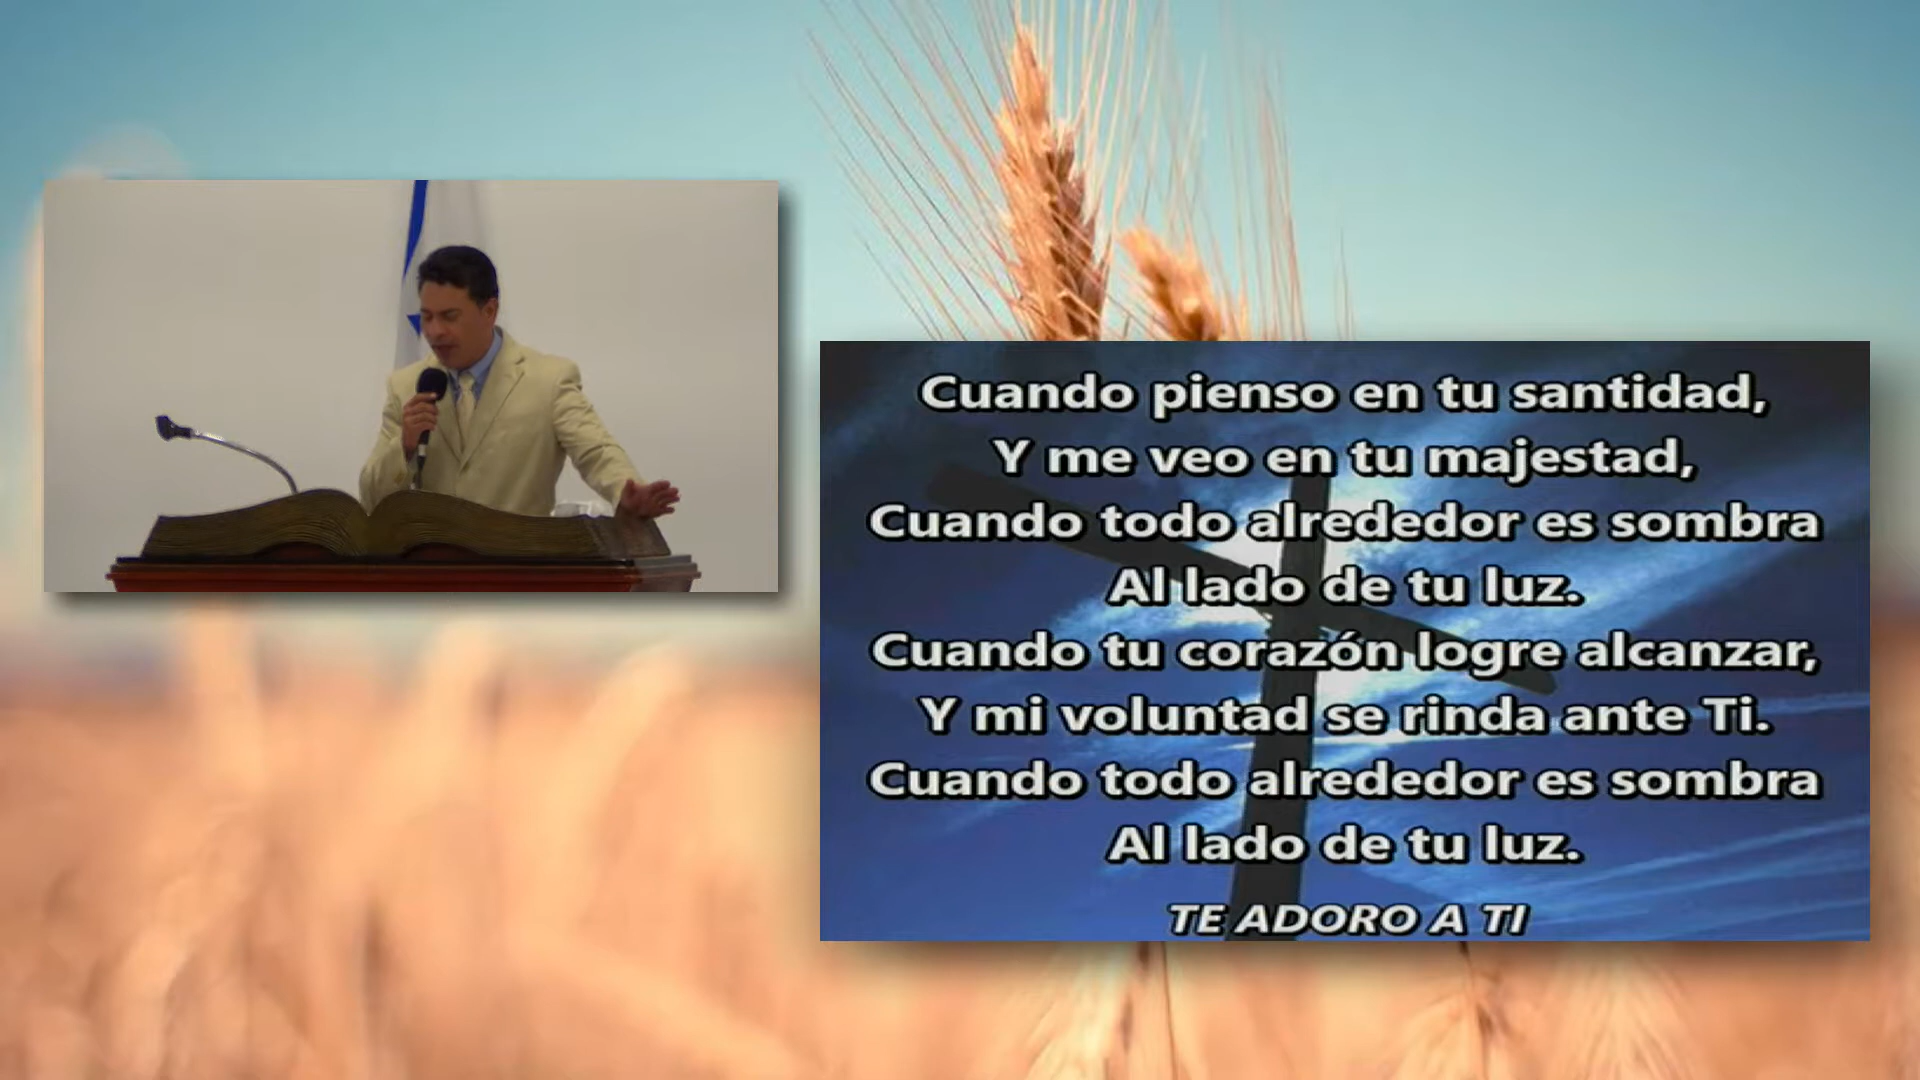 Cuando pienso en tu santidad,
Y me veo en tu majestad,
Cuando todo alrededor es sombra
Al lado de tu luz.
Cuando tu corazón logre alcanzar,
Y mi voluntad se rinda ante Ti.
Cuando todo alrededor es sombra
Al lado de tu luz.
TE ADORO A TI